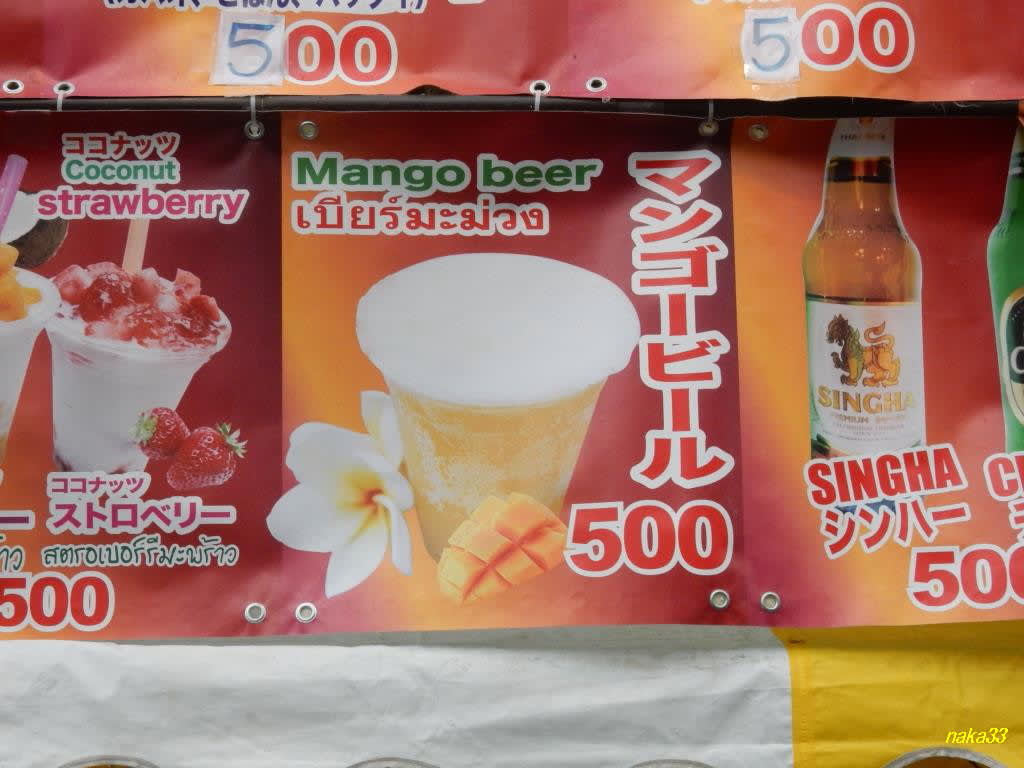 500
500
ココナッツ
Coconut
strawberry
ココナッツ
ストロベリー
สตรอเบอร์รีมะพร้าว
500
Mango beer
เบียร์มะม่วง
マンゴービール
500
SINGHA
SINGHA
シンハー
500
naka33